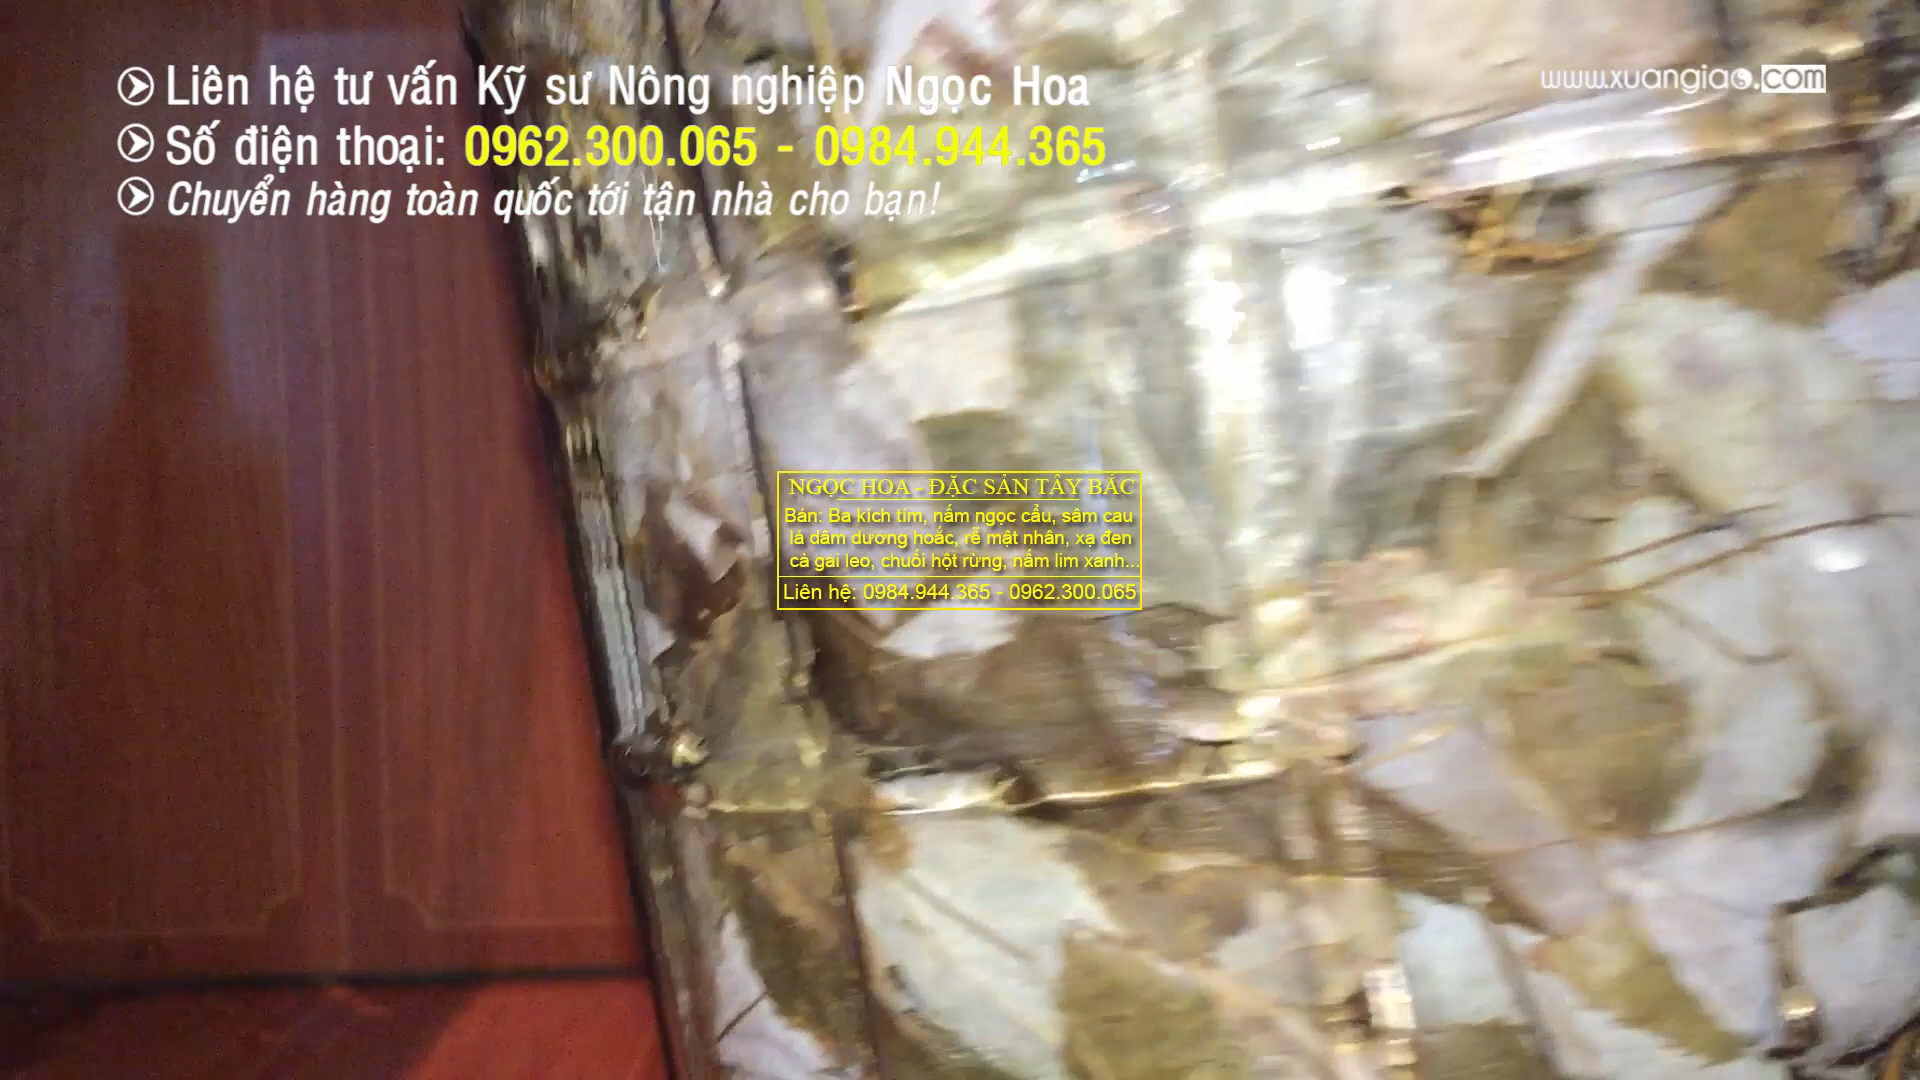 Liên hệ tư vấn Kỹ sư Nông nghiệp Ngọc Hoa
www.xuangiao.com
Số điện thoại: 0962.300.065 - 0984.944.365
Chuyển hàng toàn quốc tới tận nhà cho bạn!
NGỌC HOA - ĐẶC SẢN TÂY BẮC
Bán: Ba kích tím, nấm ngọc cẩu, sâm cau
lá dâm dương hoắc, rễ mật nhân, xạ đen
cà gai leo, chuối hột rừng, nấm lim xanh...
Liên hệ: 0984.944.365 - 0962.300.065